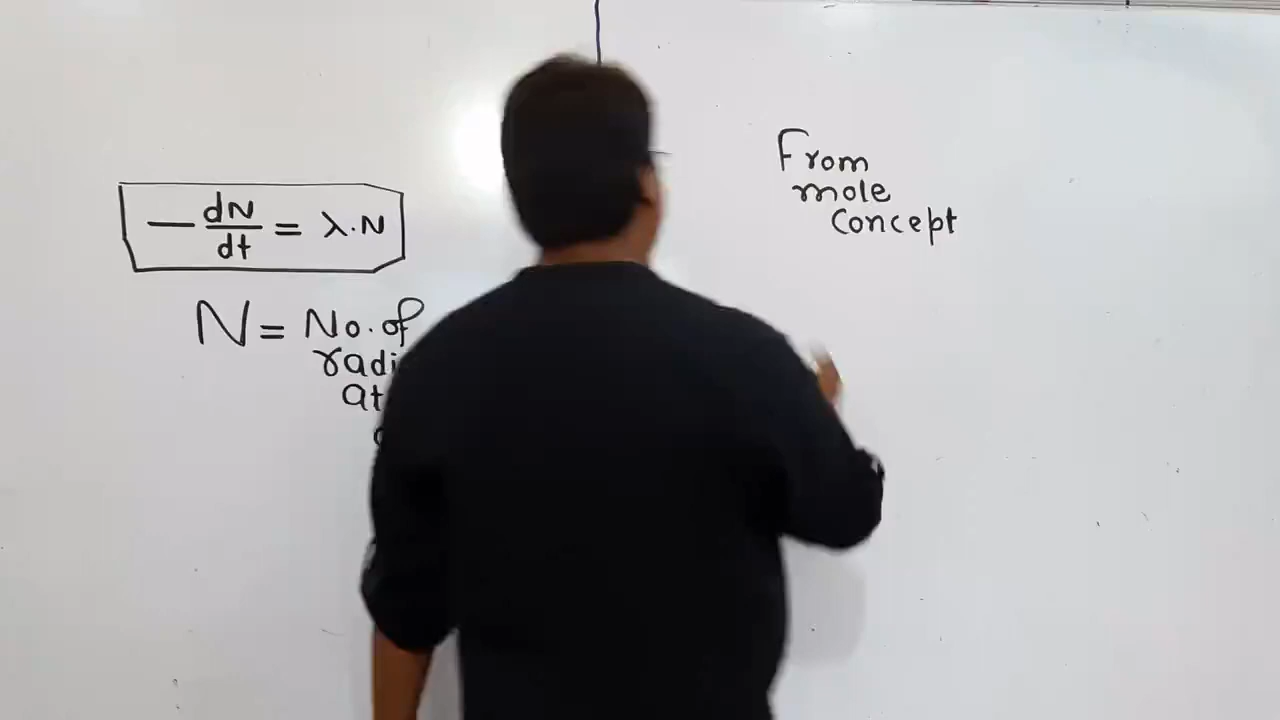 − dN/dt = λ·N
N = No. of
From
mole
concept